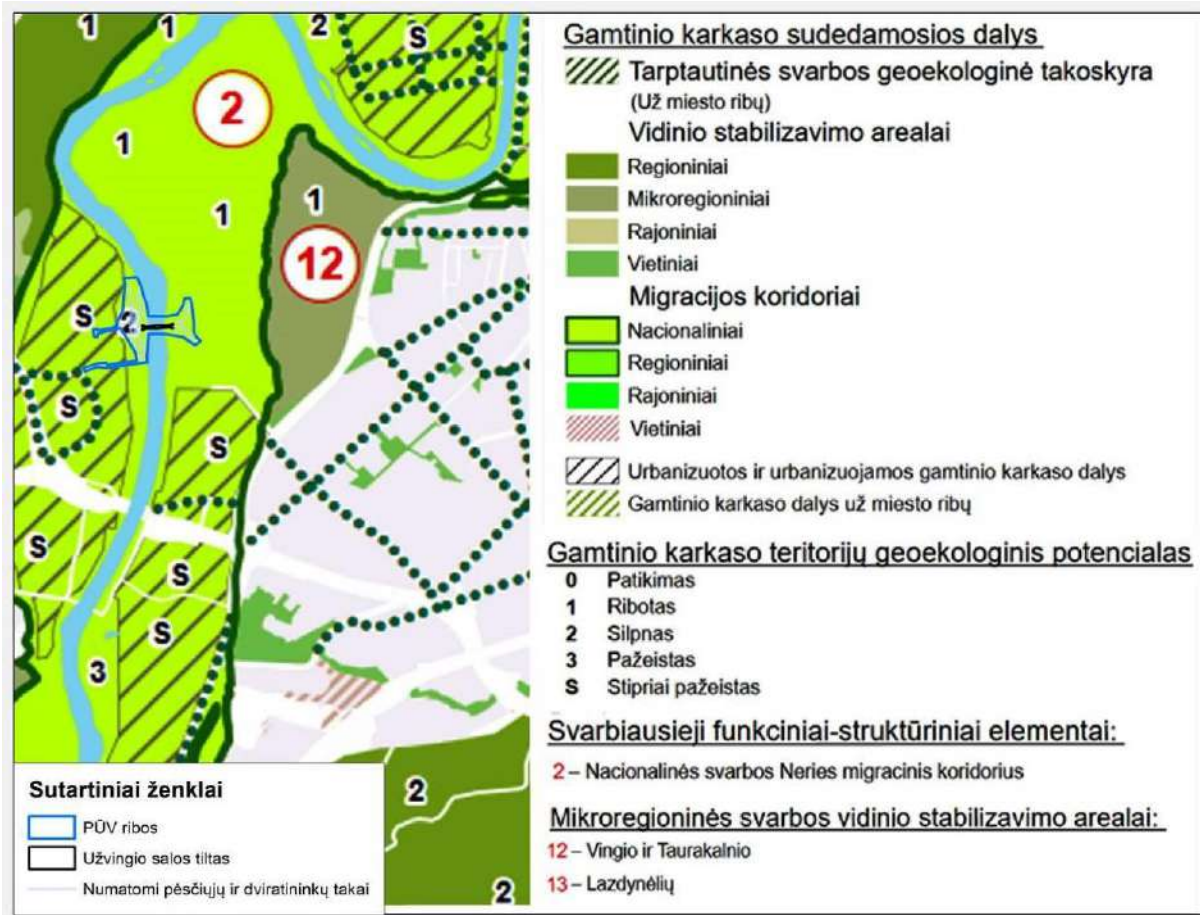 1
1
2
S
2
1
1
1
12
S
2
S
S
S
S
S
3
2
2
Sutartiniai ženklai
PŪV ribos
Užvingio salos tiltas
Numatomi pėsčiųjų ir dviratininkų takai
Gamtinio karkaso sudedamosios dalys
Tarptautinės svarbos geoekologinė takoskyra
(Už miesto ribų)
Vidinio stabilizavimo arealai
Regioniniai
Mikroregioniniai
Rajoniniai
Vietiniai
Migracijos koridoriai
Nacionaliniai
Regioniniai
Rajoniniai
Vietiniai
Urbanizuotos ir urbanizuojamos gamtinio karkaso dalys
Gamtinio karkaso dalys už miesto ribų
Gamtinio karkaso teritorijų geoekologinis potencialas
0 Patikimas
1 Ribotas
2 Silpnas
3 Pažeistas
S Stipriai pažeistas
Svarbiausieji funkciniai-struktūriniai elementai:
2 – Nacionalinės svarbos Neries migracinis koridorius
Mikroregioninės svarbos vidinio stabilizavimo arealai:
12 – Vingio ir Taurakalnio
13 – Lazdynėlių